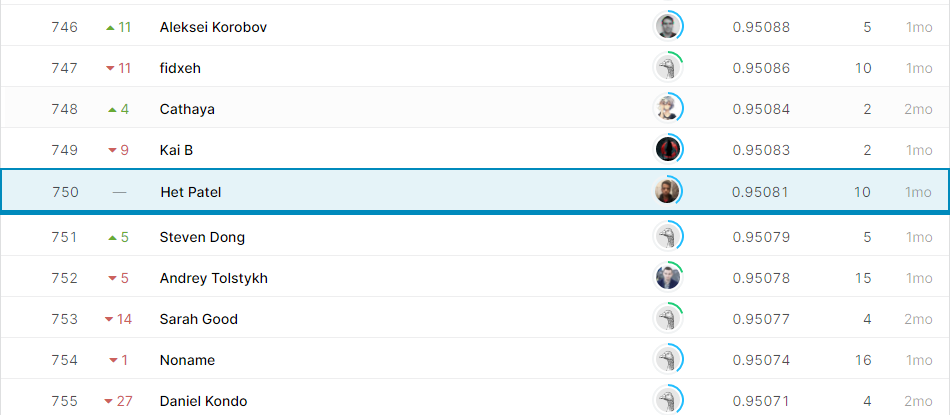 746 11 Aleksei Korobov 0.95088 5 1mo
747 11 fidxeh 0.95086 10 1mo
748 4 Cathaya 0.95084 2 2mo
749 9 Kai B 0.95083 2 1mo
750 — Het Patel 0.95081 10 1mo
751 5 Steven Dong 0.95079 5 1mo
752 5 Andrey Tolstykh 0.95078 15 1mo
753 14 Sarah Good 0.95077 4 2mo
754 1 Noname 0.95074 16 1mo
755 27 Daniel Kondo 0.95071 4 2mo